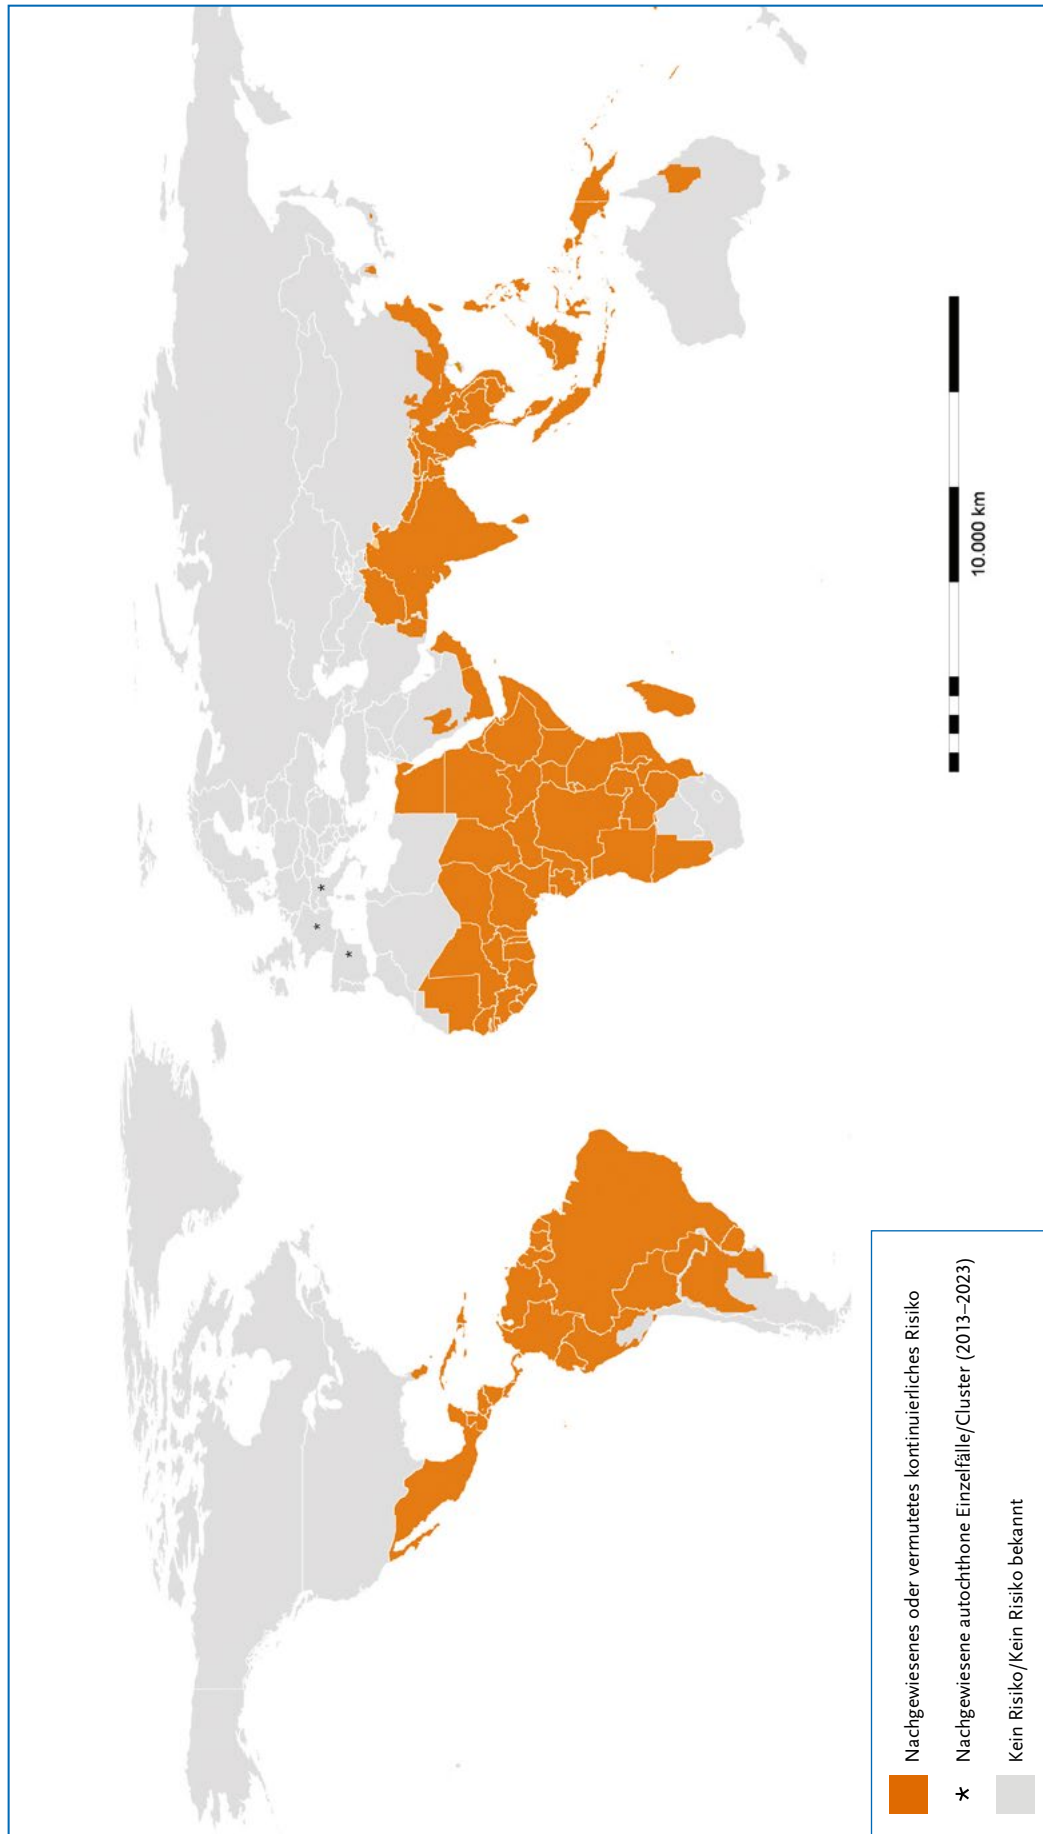 10.000 km
Nachgewiesenes oder vermutetes kontinuierliches Risiko
* Nachgewiesene autochthone Einzelfälle/Cluster (2013–2023)
Kein Risiko/Kein Risiko bekannt
*
*
*